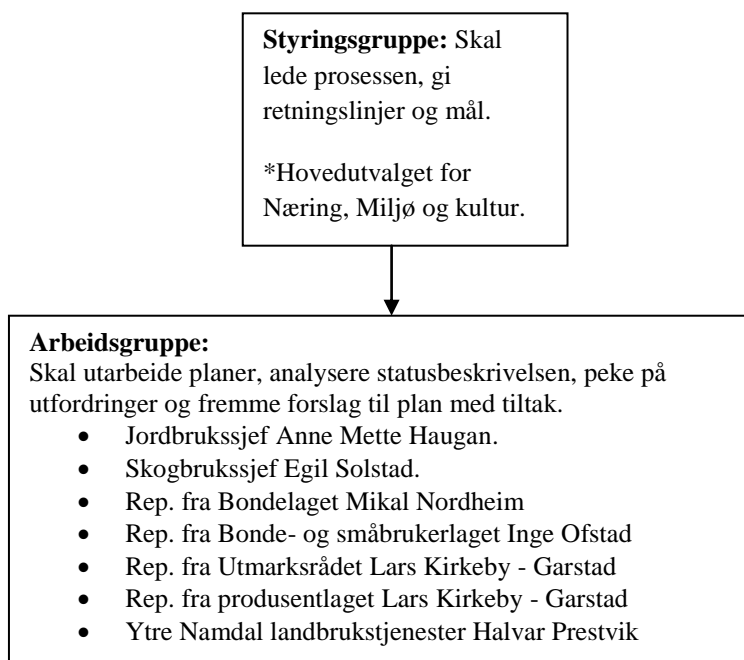 Styringsgruppe: Skal
lede prosessen, gi
retningslinjer og mål.
*Hovedutvalget for
Næring, Miljø og kultur.
Arbeidsgruppe:
Skal utarbeide planer, analysere statusbeskrivelsen, peke på
utfordringer og fremme forslag til plan med tiltak.
• Jordbrukssjef Anne Mette Haugan.
• Skogbrukssjef Egil Solstad.
• Rep. fra Bondelaget Mikal Nordheim
• Rep. fra Bonde- og småbrukerlaget Inge Ofstad
• Rep. fra Utmarksrådet Lars Kirkeby - Garstad
• Rep. fra produsentlaget Lars Kirkeby - Garstad
• Ytre Namdal landbrukstjenester Halvar Prestvik